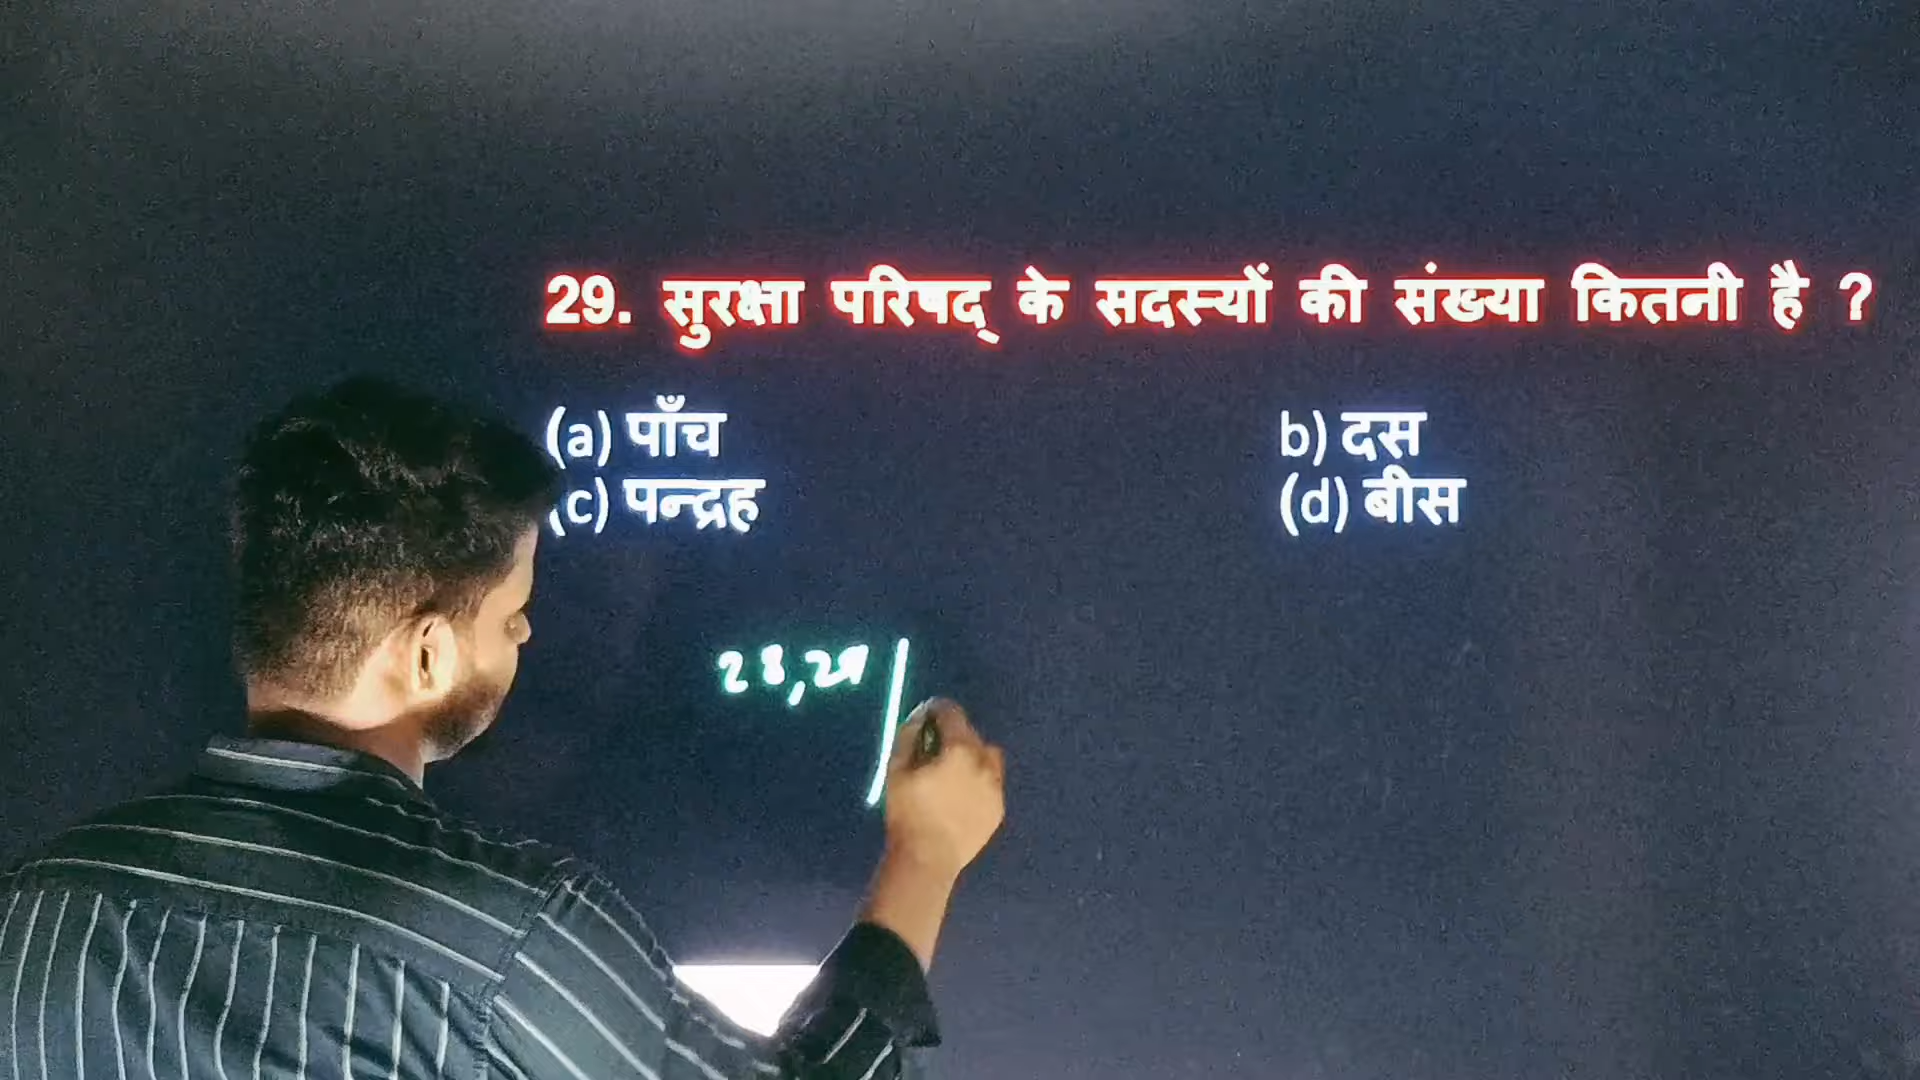 29. सुरक्षा परिषद् के सदस्यों की संख्या कितनी है ?
(a) पाँच b) दस
(c) पन्द्रह (d) बीस
28,29